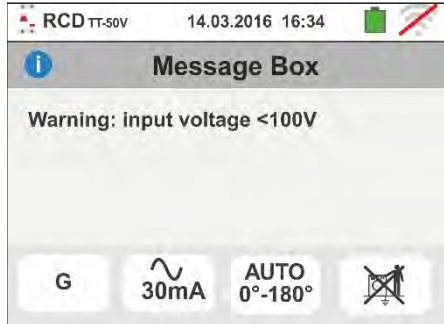 RCD TT-50V 14.03.2016 16:34
i Message Box
Warning: input voltage <100V
G 30mA AUTO 0°-180°